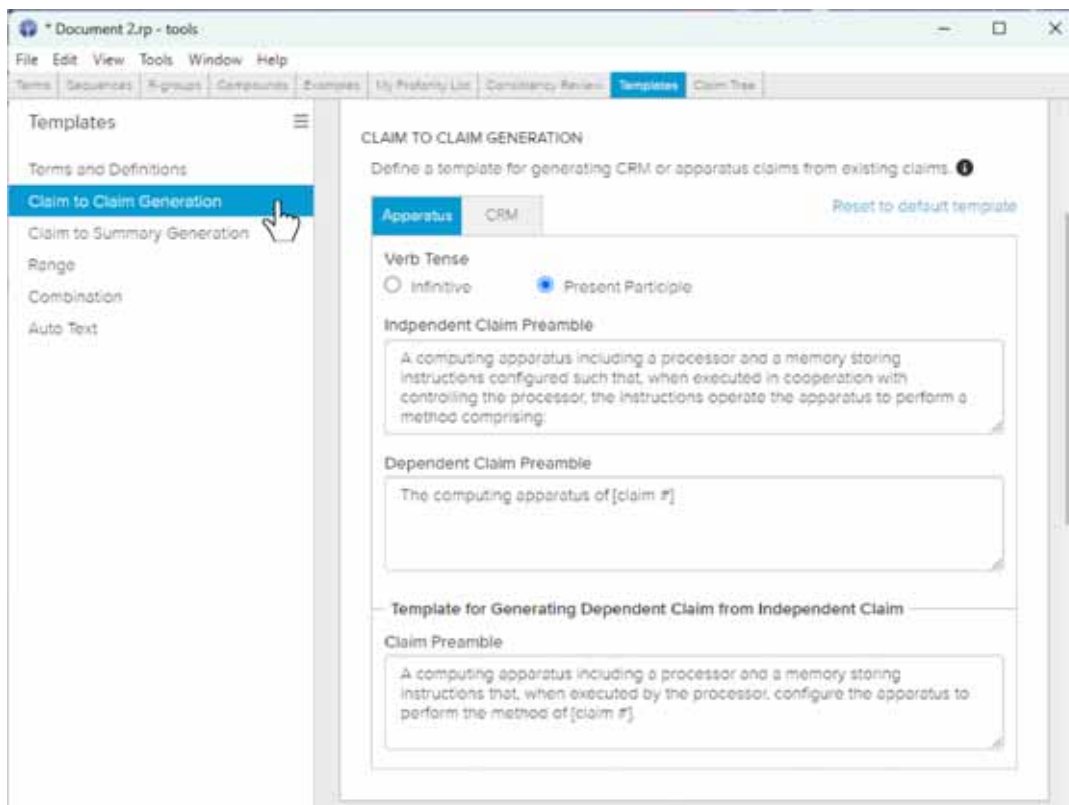 * Document 2.rp - tools
File Edit View Tools Window Help
Terms Sequences R-groups Compounds Examples My Profanity List Consistency Review Templates Claim Tree
Templates
Terms and Definitions
Claim to Claim Generation
Claim to Summary Generation
Range
Combination
Auto Text
CLAIM TO CLAIM GENERATION
Define a template for generating CRM or apparatus claims from existing claims.
Apparatus CRM Reset to default template
Verb Tense
Infinitive Present Participle
Indpendent Claim Preamble
A computing apparatus including a processor and a memory storing
instructions configured such that, when executed in cooperation with
controlling the processor, the instructions operate the apparatus to perform a
method comprising:
Dependent Claim Preamble
The computing apparatus of [claim #]
Template for Generating Dependent Claim from Independent Claim
Claim Preamble
A computing apparatus including a processor and a memory storing
instructions that, when executed by the processor, configure the apparatus to
perform the method of [claim #].